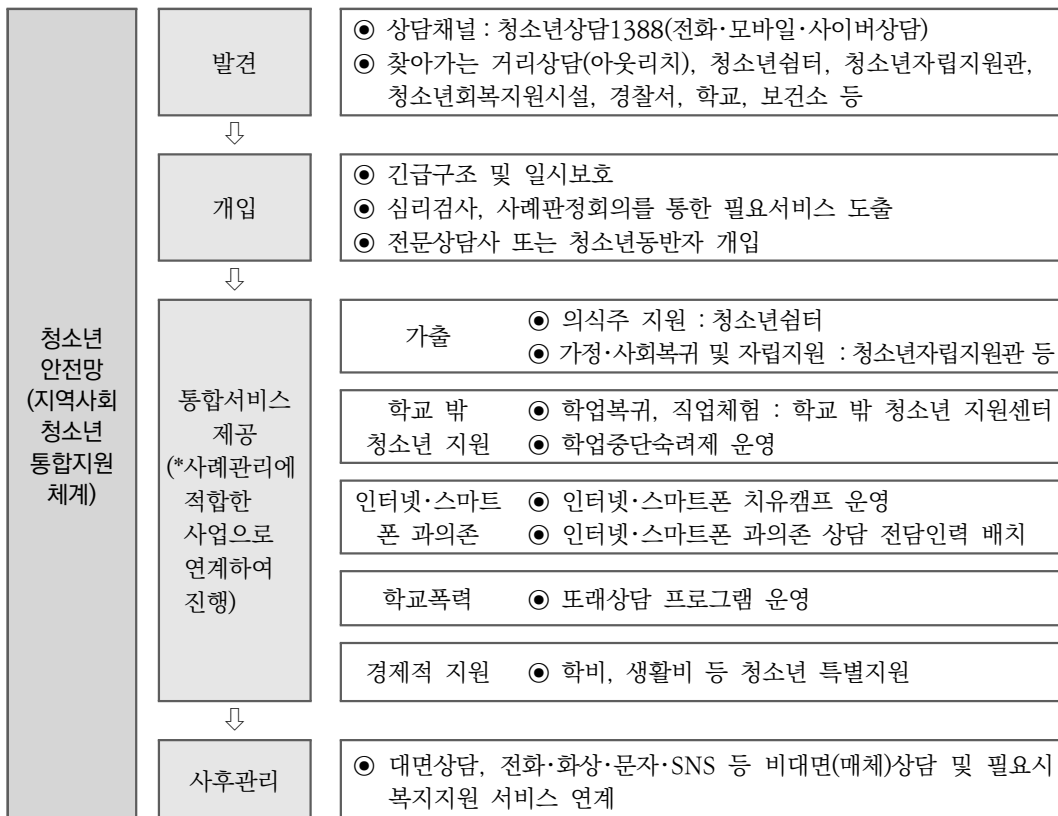 청소년
안전망
(지역사회
청소년
통합지원
체계)
발견
◉ 상담채널 : 청소년상담1388(전화·모바일·사이버상담)
◉ 찾아가는 거리상담(아웃리치), 청소년쉼터, 청소년자립지원관,
청소년회복지원시설, 경찰서, 학교, 보건소 등
⇩
개입
◉ 긴급구조 및 일시보호
◉ 심리검사, 사례판정회의를 통한 필요서비스 도출
◉ 전문상담사 또는 청소년동반자 개입
⇩
통합서비스
제공
(*사례관리에
적합한
사업으로
연계하여
진행)
가출
◉ 의식주 지원 : 청소년쉼터
◉ 가정·사회복귀 및 자립지원 : 청소년자립지원관 등
학교 밖
청소년 지원
◉ 학업복귀, 직업체험 : 학교 밖 청소년 지원센터
◉ 학업중단숙려제 운영
인터넷·스마트
폰 과의존
◉ 인터넷·스마트폰 치유캠프 운영
◉ 인터넷·스마트폰 과의존 상담 전담인력 배치
학교폭력
◉ 또래상담 프로그램 운영
경제적 지원
◉ 학비, 생활비 등 청소년 특별지원
⇩
사후관리
◉ 대면상담, 전화·화상·문자·SNS 등 비대면(매체)상담 및 필요시
복지지원 서비스 연계